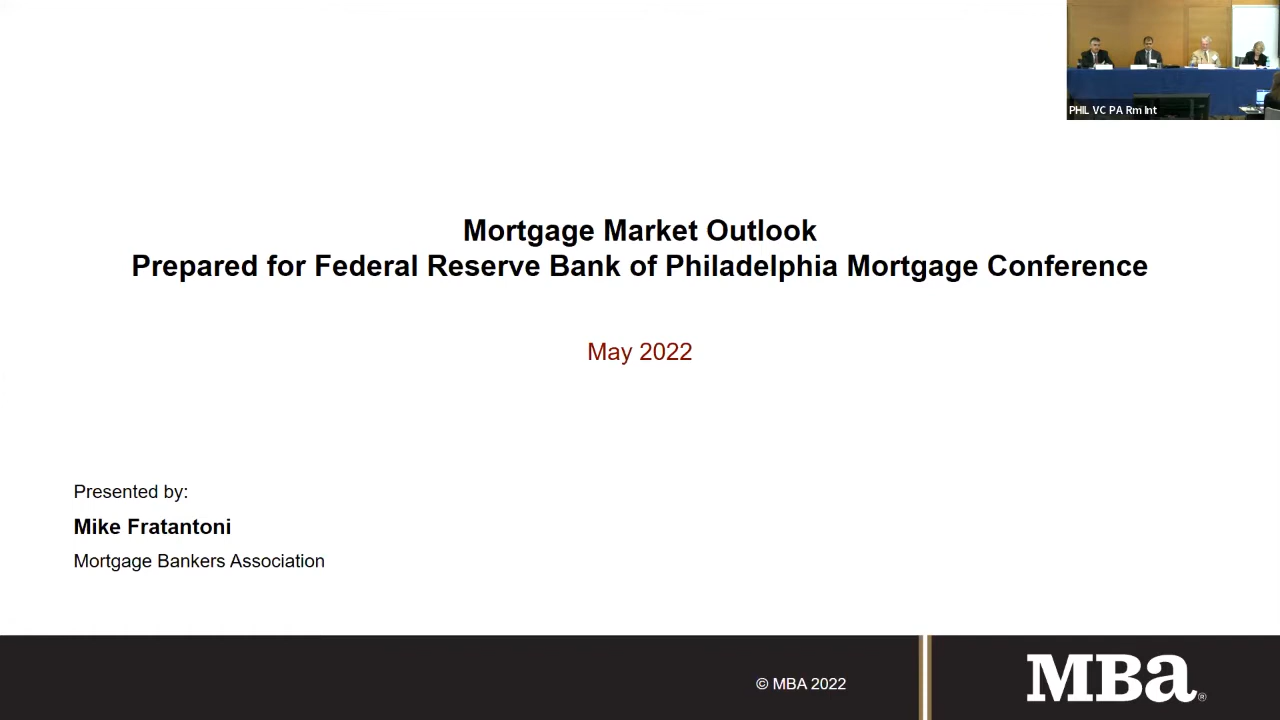 PHIL VC PA Rm Int
Mortgage Market Outlook
Prepared for Federal Reserve Bank of Philadelphia Mortgage Conference
May 2022
Presented by:
Mike Fratantoni
Mortgage Bankers Association
© MBA 2022
MBa®